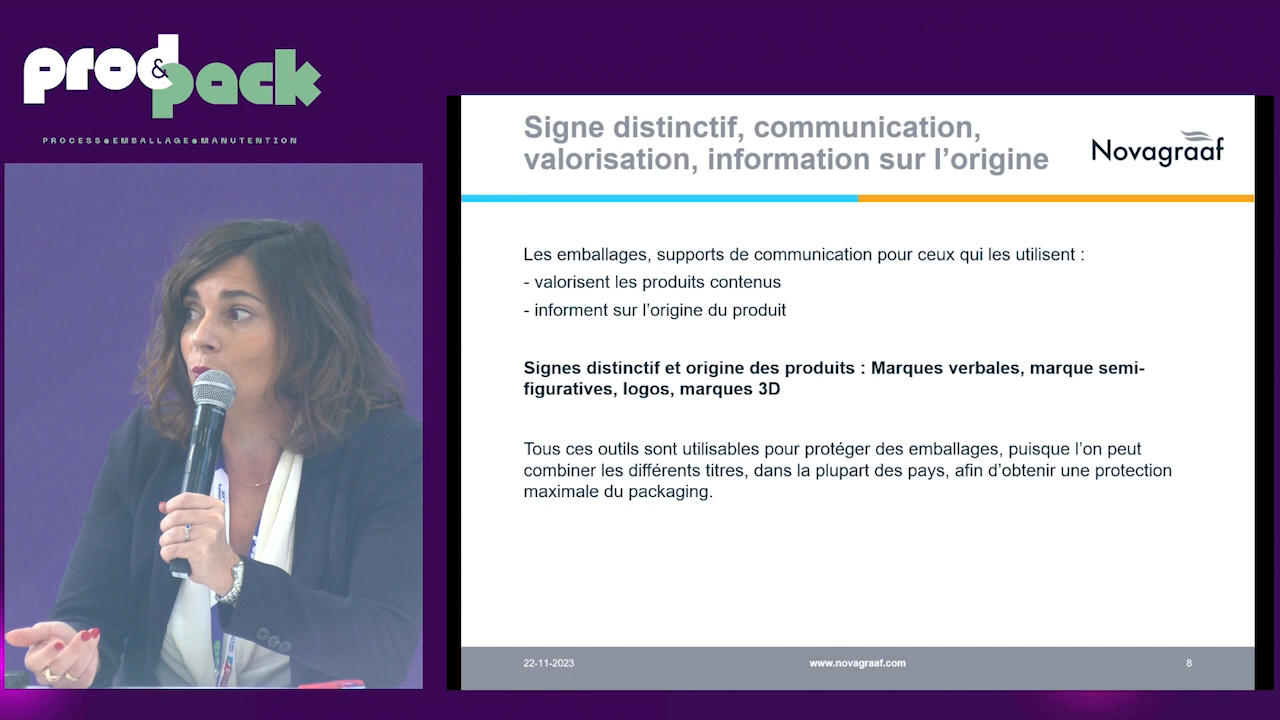 prod&pack
PROCESS•EMBALLAGE•MANUTENTION
Signe distinctif, communication,
valorisation, information sur l’origine
Novagraaf
Les emballages, supports de communication pour ceux qui les utilisent :
- valorisent les produits contenus
- informent sur l’origine du produit
Signes distinctif et origine des produits : Marques verbales, marque semi-
figuratives, logos, marques 3D
Tous ces outils sont utilisables pour protéger des emballages, puisque l’on peut
combiner les différents titres, dans la plupart des pays, afin d’obtenir une protection
maximale du packaging.
22-11-2023
www.novagraaf.com
8